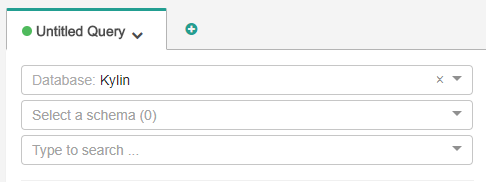 Untitled Query
Database: Kylin
Select a schema (0)
Type to search ...